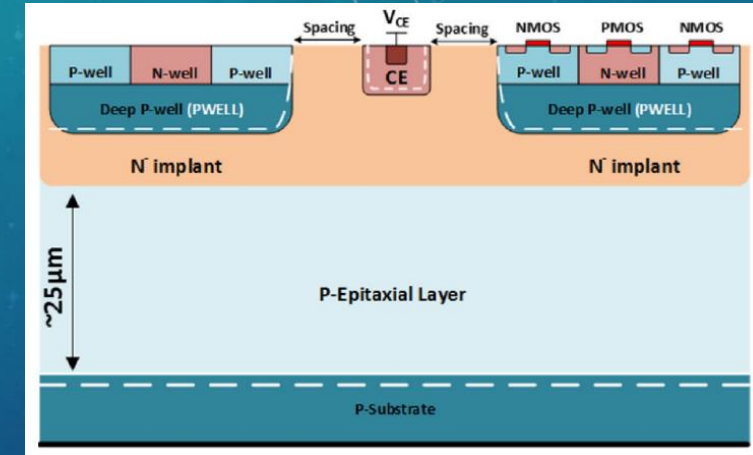 Spacing
V_CE
Spacing
NMOS
PMOS
NMOS
P-well
N-well
P-well
CE
P-well
N-well
P-well
Deep P-well (PWELL)
Deep P-well (PWELL)
N⁻ implant
N⁻ implant
~25µm
P-Epitaxial Layer
P-Substrate